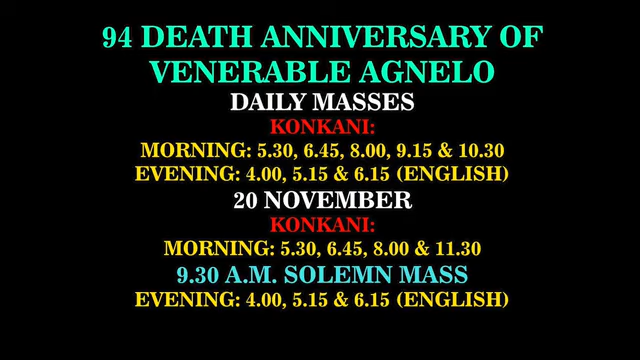 94 DEATH ANNIVERSARY OF
VENERABLE AGNELO
DAILY MASSES
KONKANI:
MORNING: 5.30, 6.45, 8.00, 9.15 & 10.30
EVENING: 4.00, 5.15 & 6.15 (ENGLISH)
20 NOVEMBER
KONKANI:
MORNING: 5.30, 6.45, 8.00 & 11.30
9.30 A.M. SOLEMN MASS
EVENING: 4.00, 5.15 & 6.15 (ENGLISH)